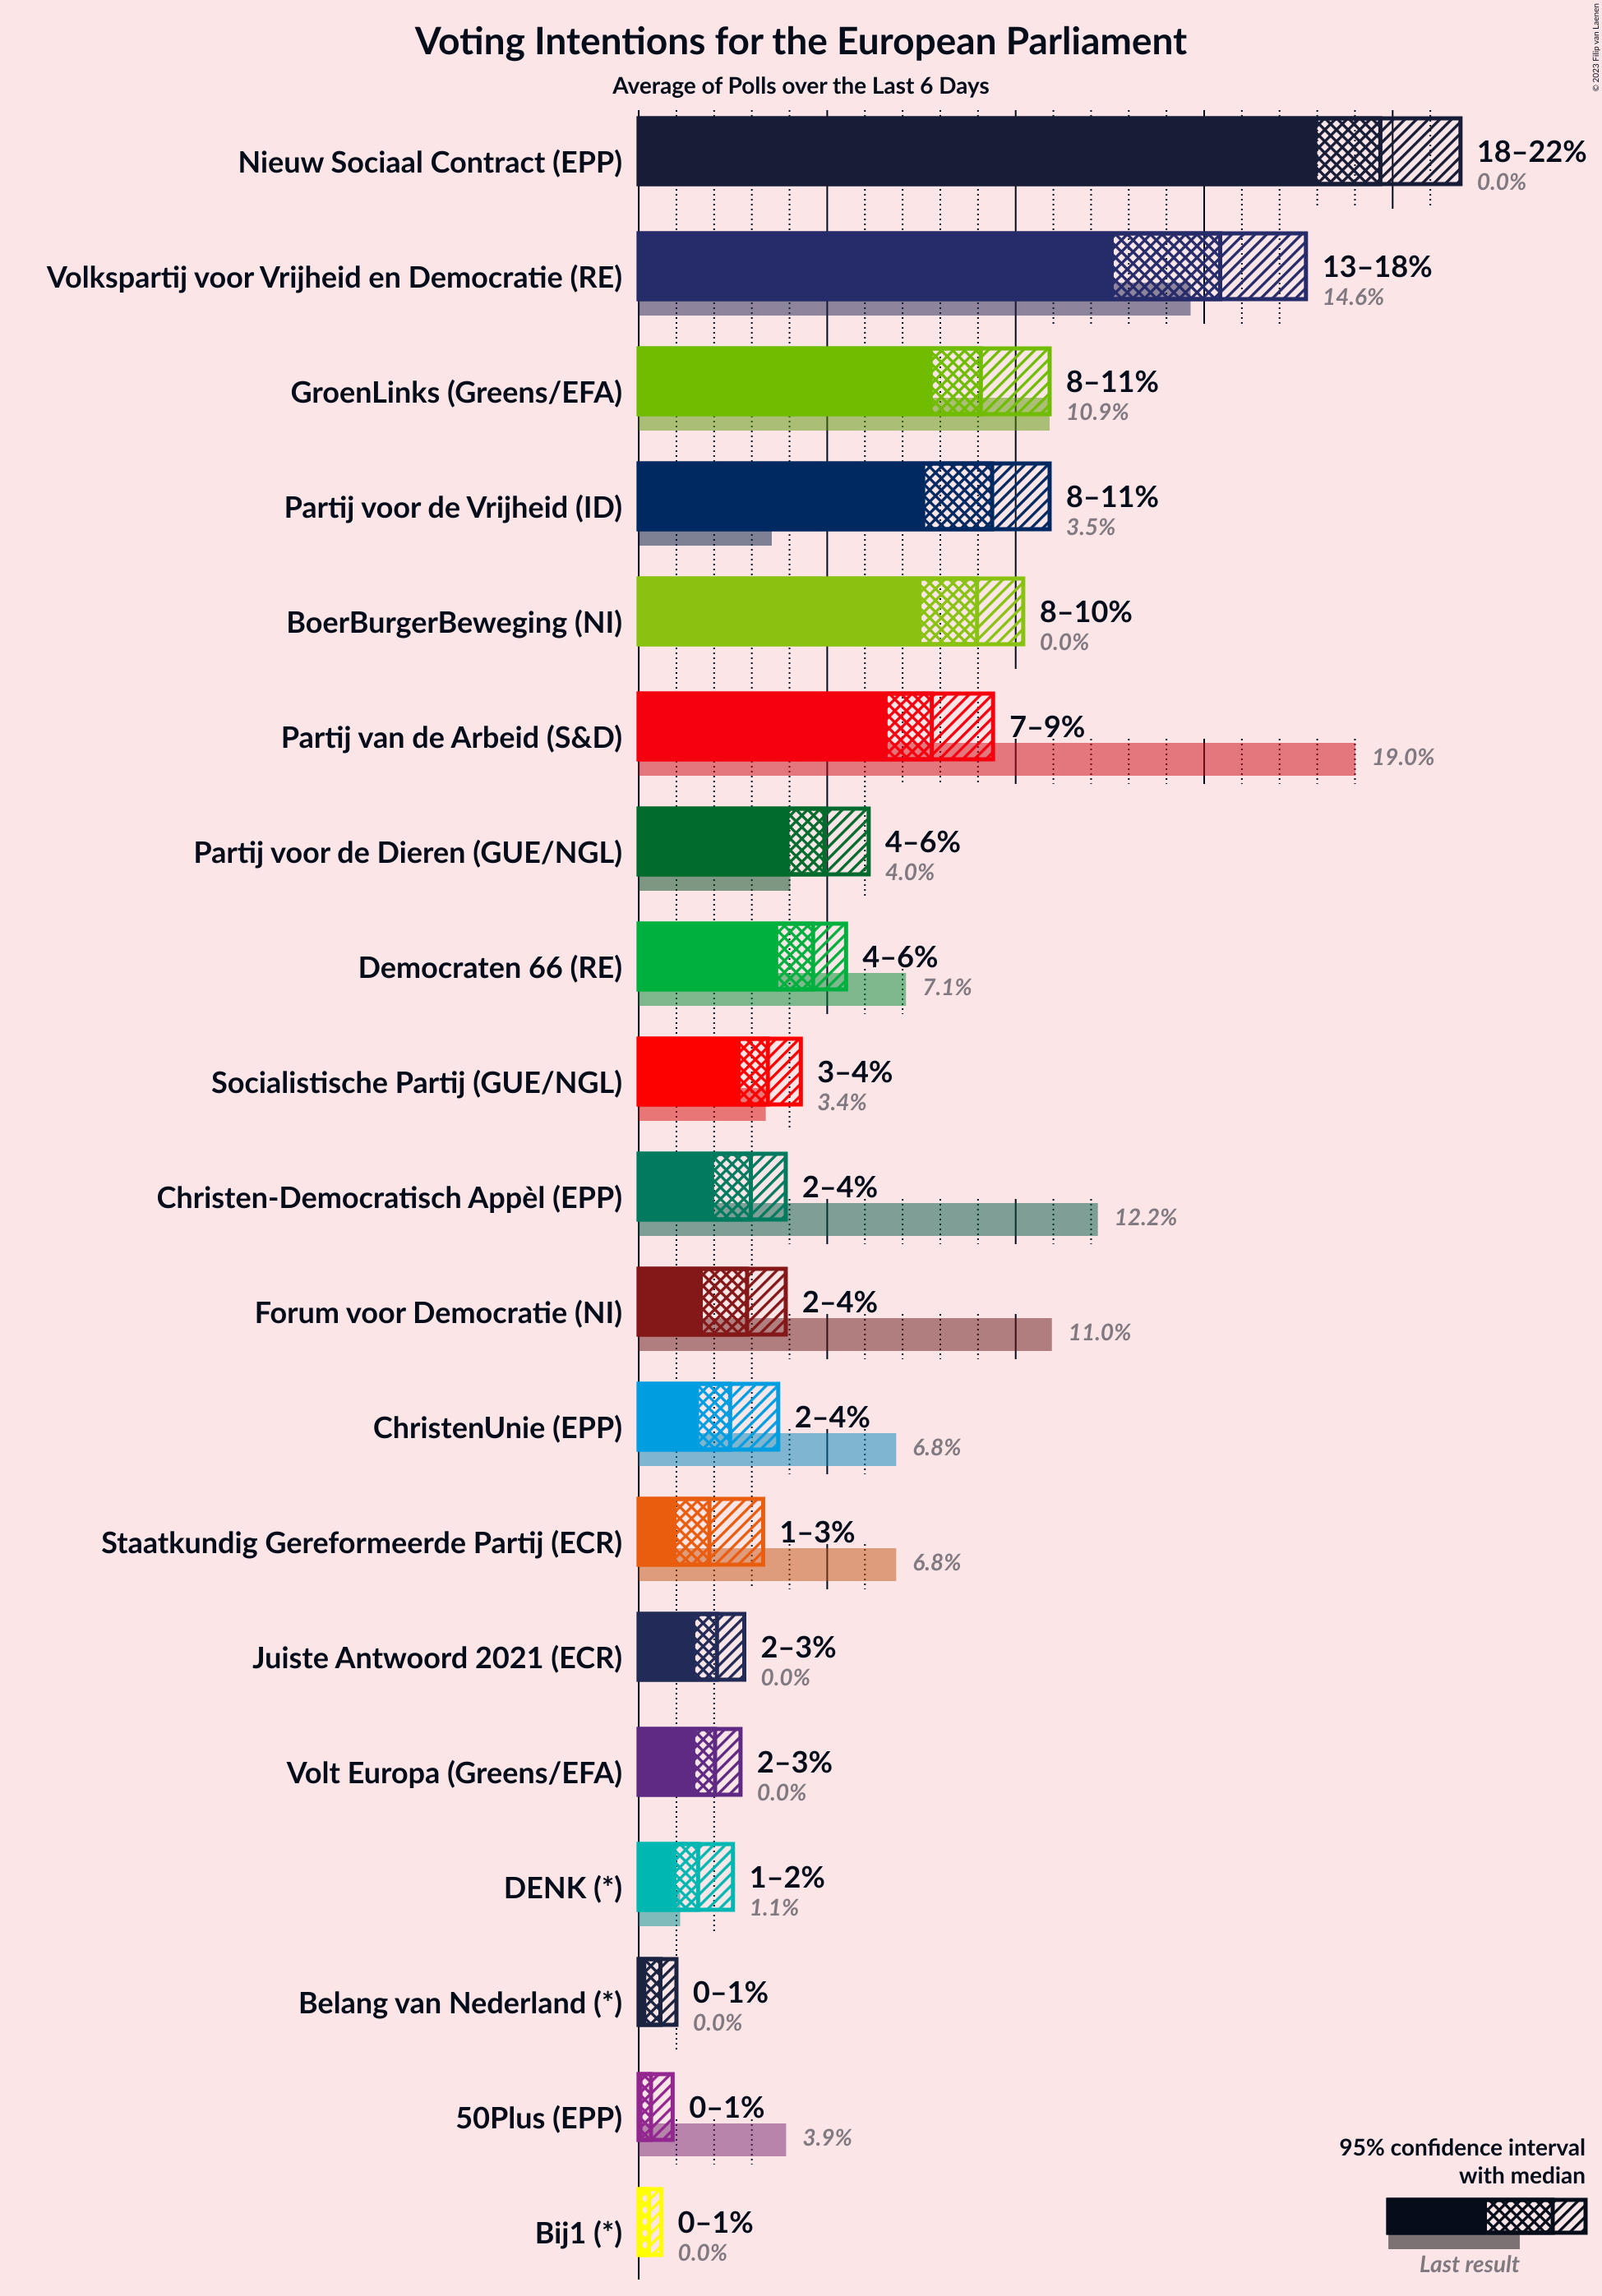 Voting Intentions for the European Parliament
Average of Polls over the Last 6 Days
© 2023 Filip van Laenen
Nieuw Sociaal Contract (EPP)
18–22%
0.0%
Volkspartij voor Vrijheid en Democratie (RE)
13–18%
14.6%
GroenLinks (Greens/EFA)
8–11%
10.9%
Partij voor de Vrijheid (ID)
8–11%
3.5%
BoerBurgerBeweging (NI)
8–10%
0.0%
Partij van de Arbeid (S&D)
7–9%
19.0%
Partij voor de Dieren (GUE/NGL)
4–6%
4.0%
Democraten 66 (RE)
4–6%
7.1%
Socialistische Partij (GUE/NGL)
3–4%
3.4%
Christen-Democratisch Appèl (EPP)
2–4%
12.2%
Forum voor Democratie (NI)
2–4%
11.0%
ChristenUnie (EPP)
2–4%
6.8%
Staatkundig Gereformeerde Partij (ECR)
1–3%
6.8%
Juiste Antwoord 2021 (ECR)
2–3%
0.0%
Volt Europa (Greens/EFA)
2–3%
0.0%
DENK (*)
1–2%
1.1%
Belang van Nederland (*)
0–1%
0.0%
50Plus (EPP)
0–1%
3.9%
Bij1 (*)
0–1%
0.0%
95% confidence interval
with median
Last result